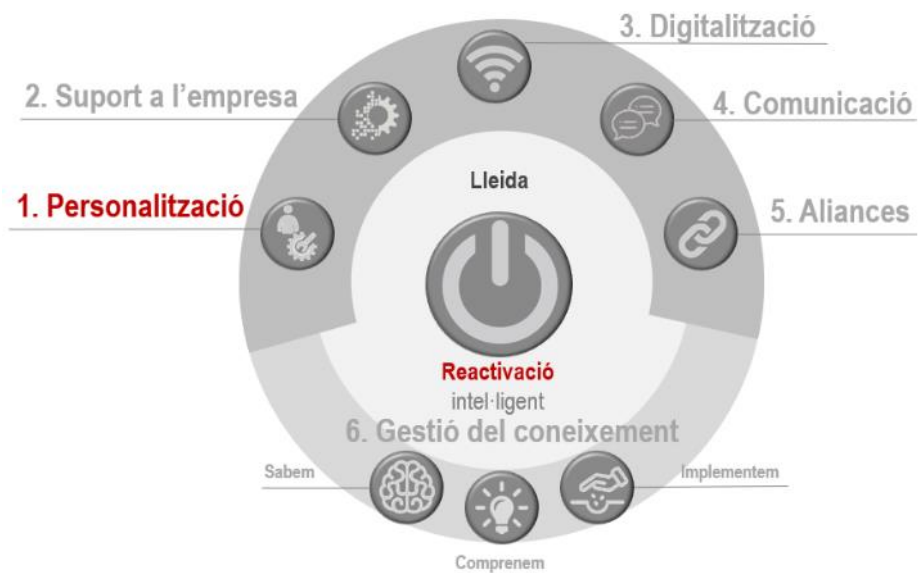 3. Digitalització
2. Suport a l’empresa
4. Comunicació
Lleida
1. Personalització
5. Aliances
Reactivació
intel·ligent
6. Gestió del coneixement
Sabem
Implementem
Comprenem